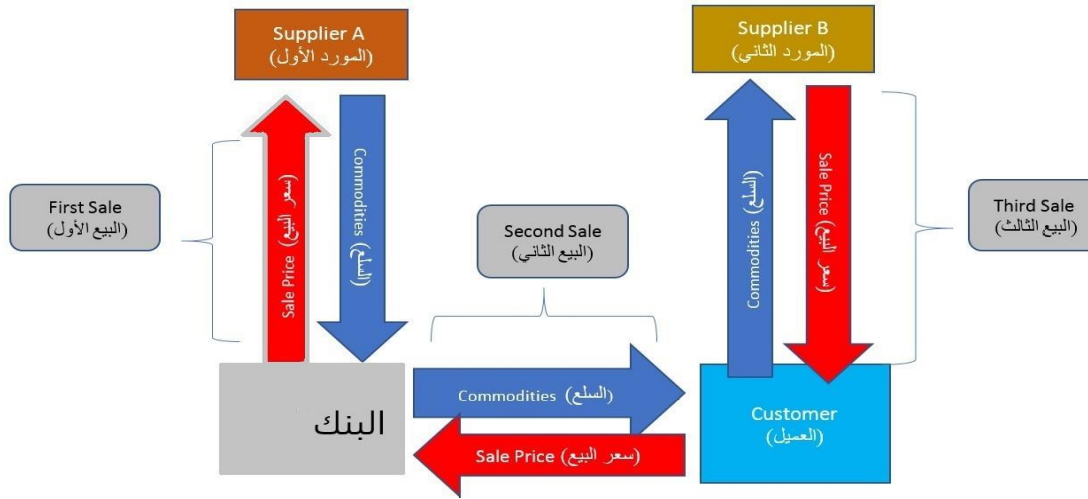 Supplier A
(المورد الأول)
Supplier B
(المورد الثاني)
First Sale
(البيع الأول)
Sale Price (سعر البيع)
Commodities (السلع)
Second Sale
(البيع الثاني)
Commodities (السلع)
Sale Price (سعر البيع)
Third Sale
(البيع الثالث)
البنك
Commodities (السلع)
Sale Price (سعر البيع)
Customer
(العميل)